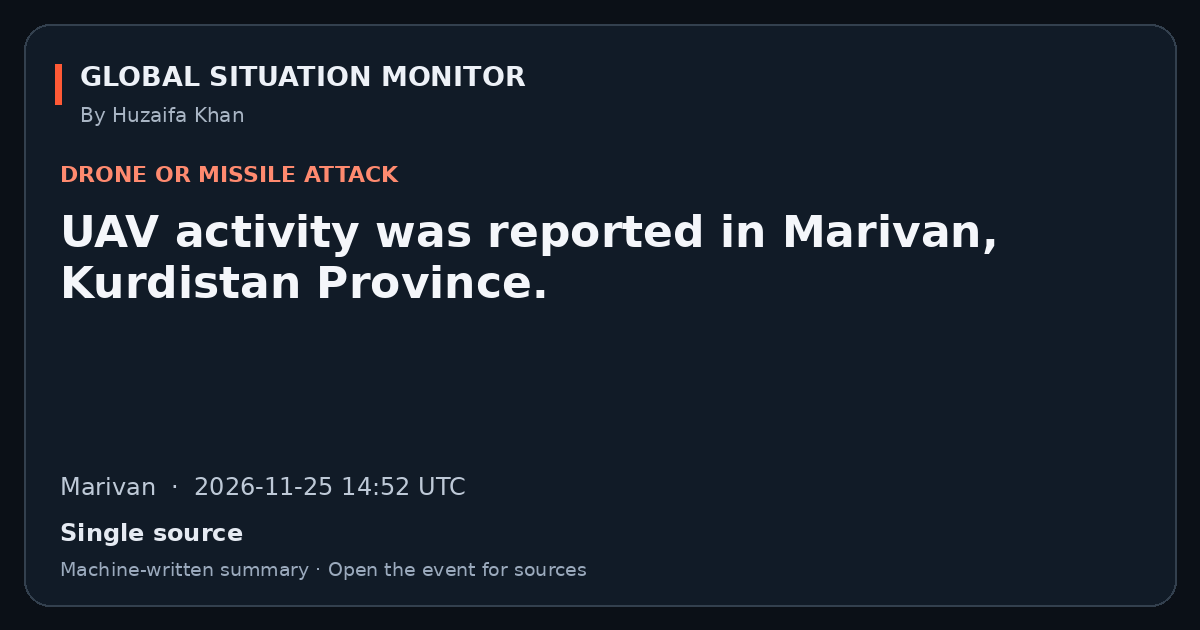 GLOBAL SITUATION MONITOR
By Huzaifa Khan
DRONE OR MISSILE ATTACK
UAV activity was reported in Marivan,
Kurdistan Province.
Marivan · 2026-11-25 14:52 UTC
Single source
Machine-written summary · Open the event for sources